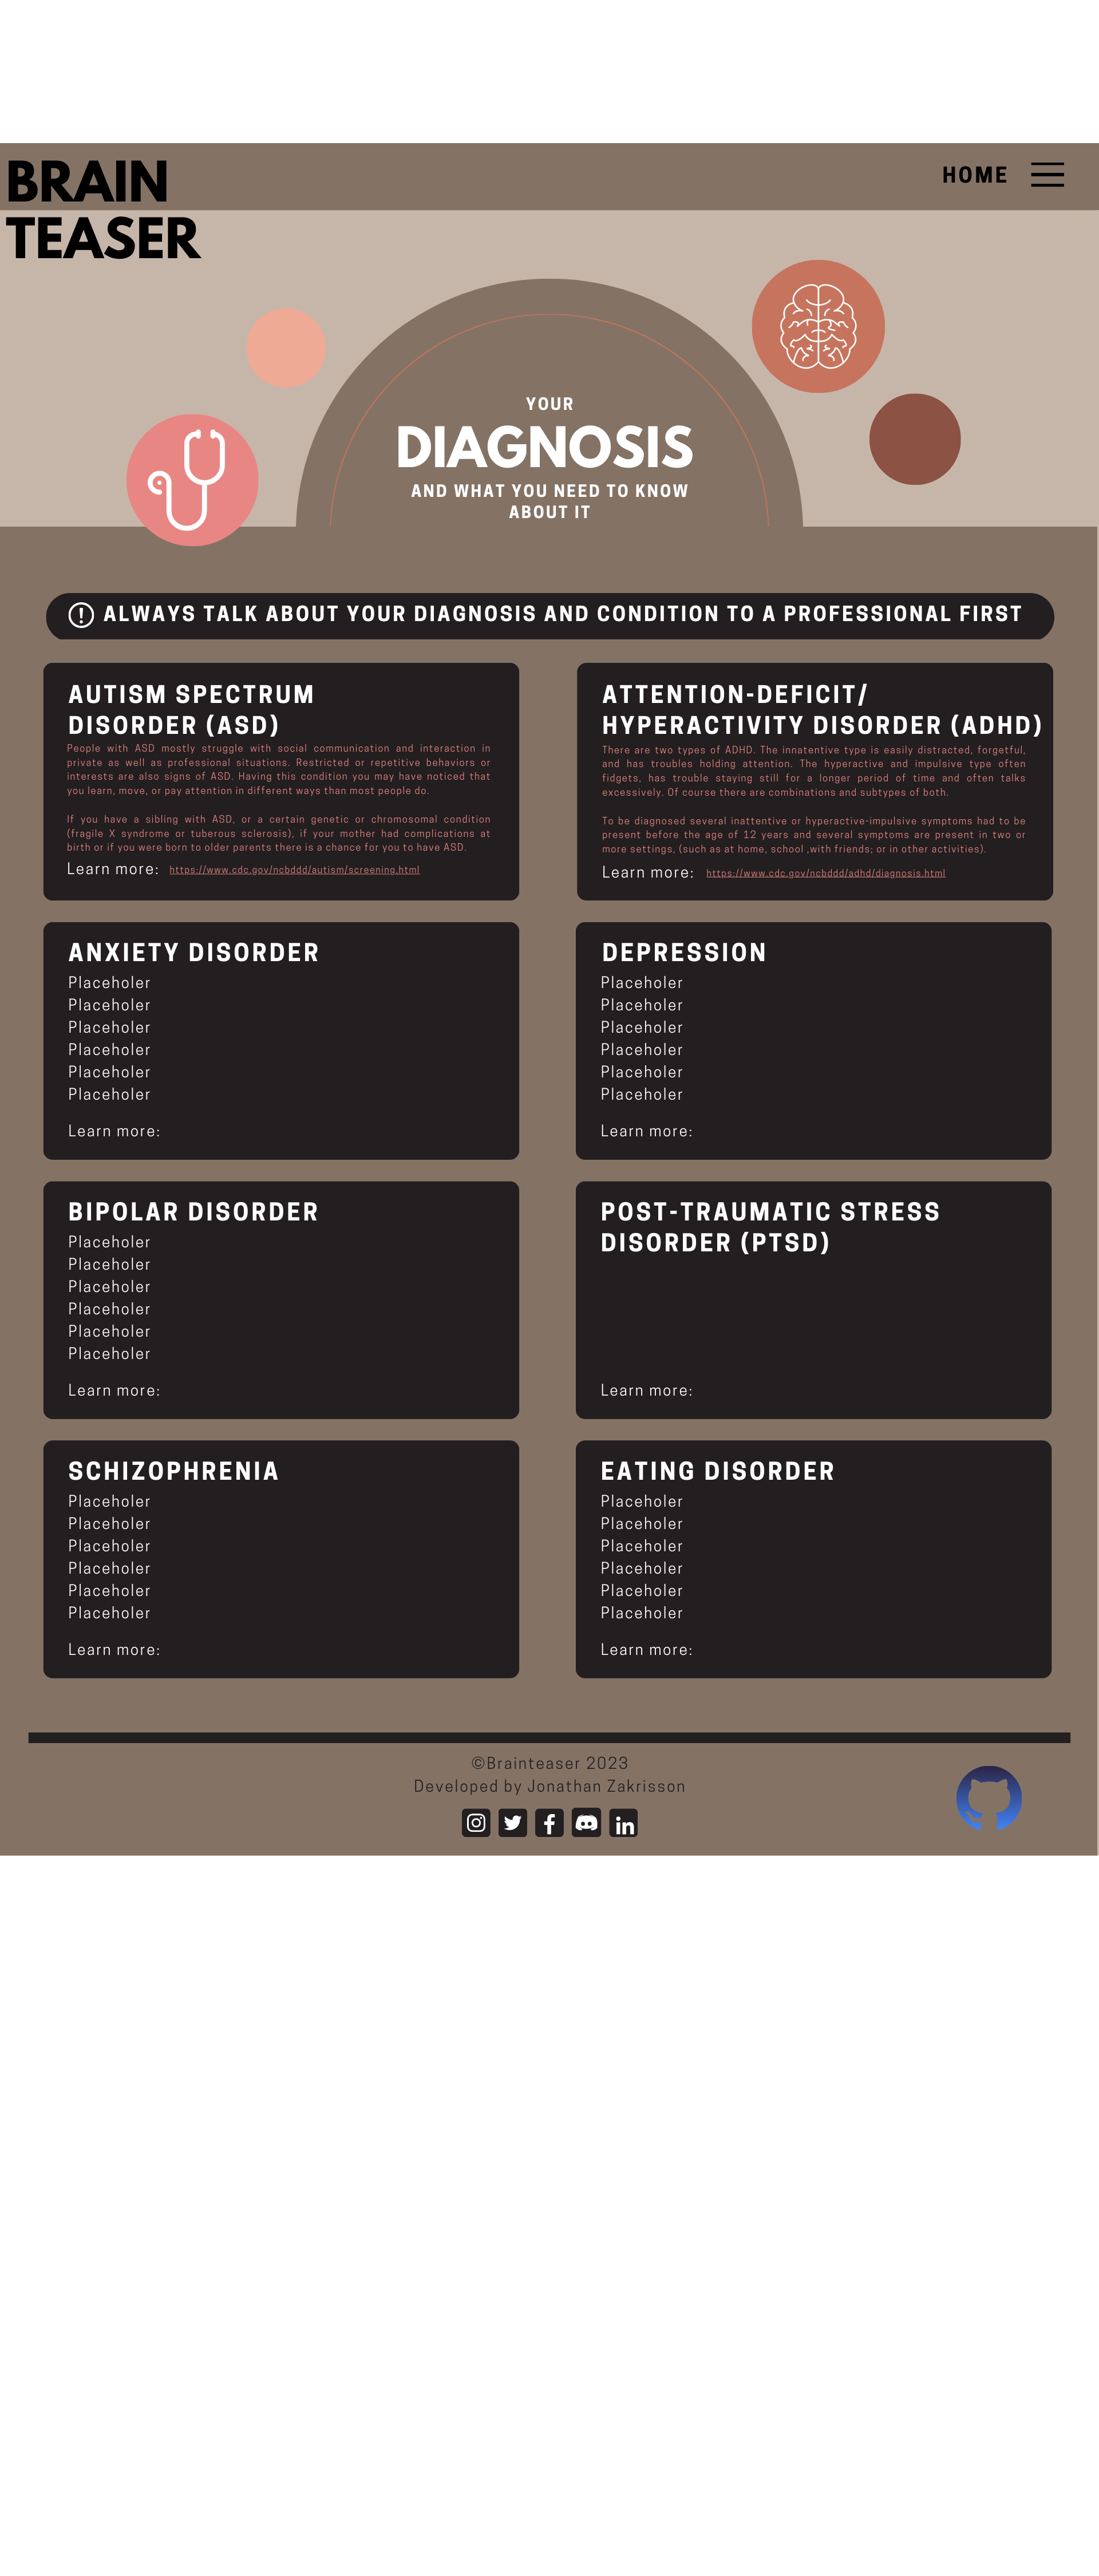 BRAIN
TEASER
HOME
YOUR
DIAGNOSIS
AND WHAT YOU NEED TO KNOW
ABOUT IT
ALWAYS TALK ABOUT YOUR DIAGNOSIS AND CONDITION TO A PROFESSIONAL FIRST
AUTISM SPECTRUM
DISORDER (ASD)
People with ASD mostly struggle with social communication and interaction in
private as well as professional situations. Restricted or repetitive behaviors or
interests are also signs of ASD. Having this condition you may have noticed that
you learn, move, or pay attention in different ways than most people do.
If you have a sibling with ASD, or a certain genetic or chromosomal condition
(fragile X syndrome or tuberous sclerosis), if your mother had complications at
birth or if you were born to older parents there is a chance for you to have ASD.
Learn more: https://www.cdc.gov/ncbddd/autism/screening.html
ATTENTION-DEFICIT/
HYPERACTIVITY DISORDER (ADHD)
There are two types of ADHD. The innatentive type is easily distracted, forgetful,
and has troubles holding attention. The hyperactive and impulsive type often
fidgets, has trouble staying still for a longer period of time and often talks
excessively. Of course there are combinations and subtypes of both.
To be diagnosed several inattentive or hyperactive-impulsive symptoms had to be
present before the age of 12 years and several symptoms are present in two or
more settings, (such as at home, school ,with friends; or in other activities).
Learn more: https://www.cdc.gov/ncbddd/adhd/diagnosis.html
ANXIETY DISORDER
Placeholer
Placeholer
Placeholer
Placeholer
Placeholer
Placeholer
Learn more:
DEPRESSION
Placeholer
Placeholer
Placeholer
Placeholer
Placeholer
Placeholer
Learn more:
BIPOLAR DISORDER
Placeholer
Placeholer
Placeholer
Placeholer
Placeholer
Placeholer
Learn more:
POST-TRAUMATIC STRESS
DISORDER (PTSD)
Learn more:
SCHIZOPHRENIA
Placeholer
Placeholer
Placeholer
Placeholer
Placeholer
Placeholer
Learn more:
EATING DISORDER
Placeholer
Placeholer
Placeholer
Placeholer
Placeholer
Placeholer
Learn more:
©Brainteaser 2023
Developed by Jonathan Zakrisson